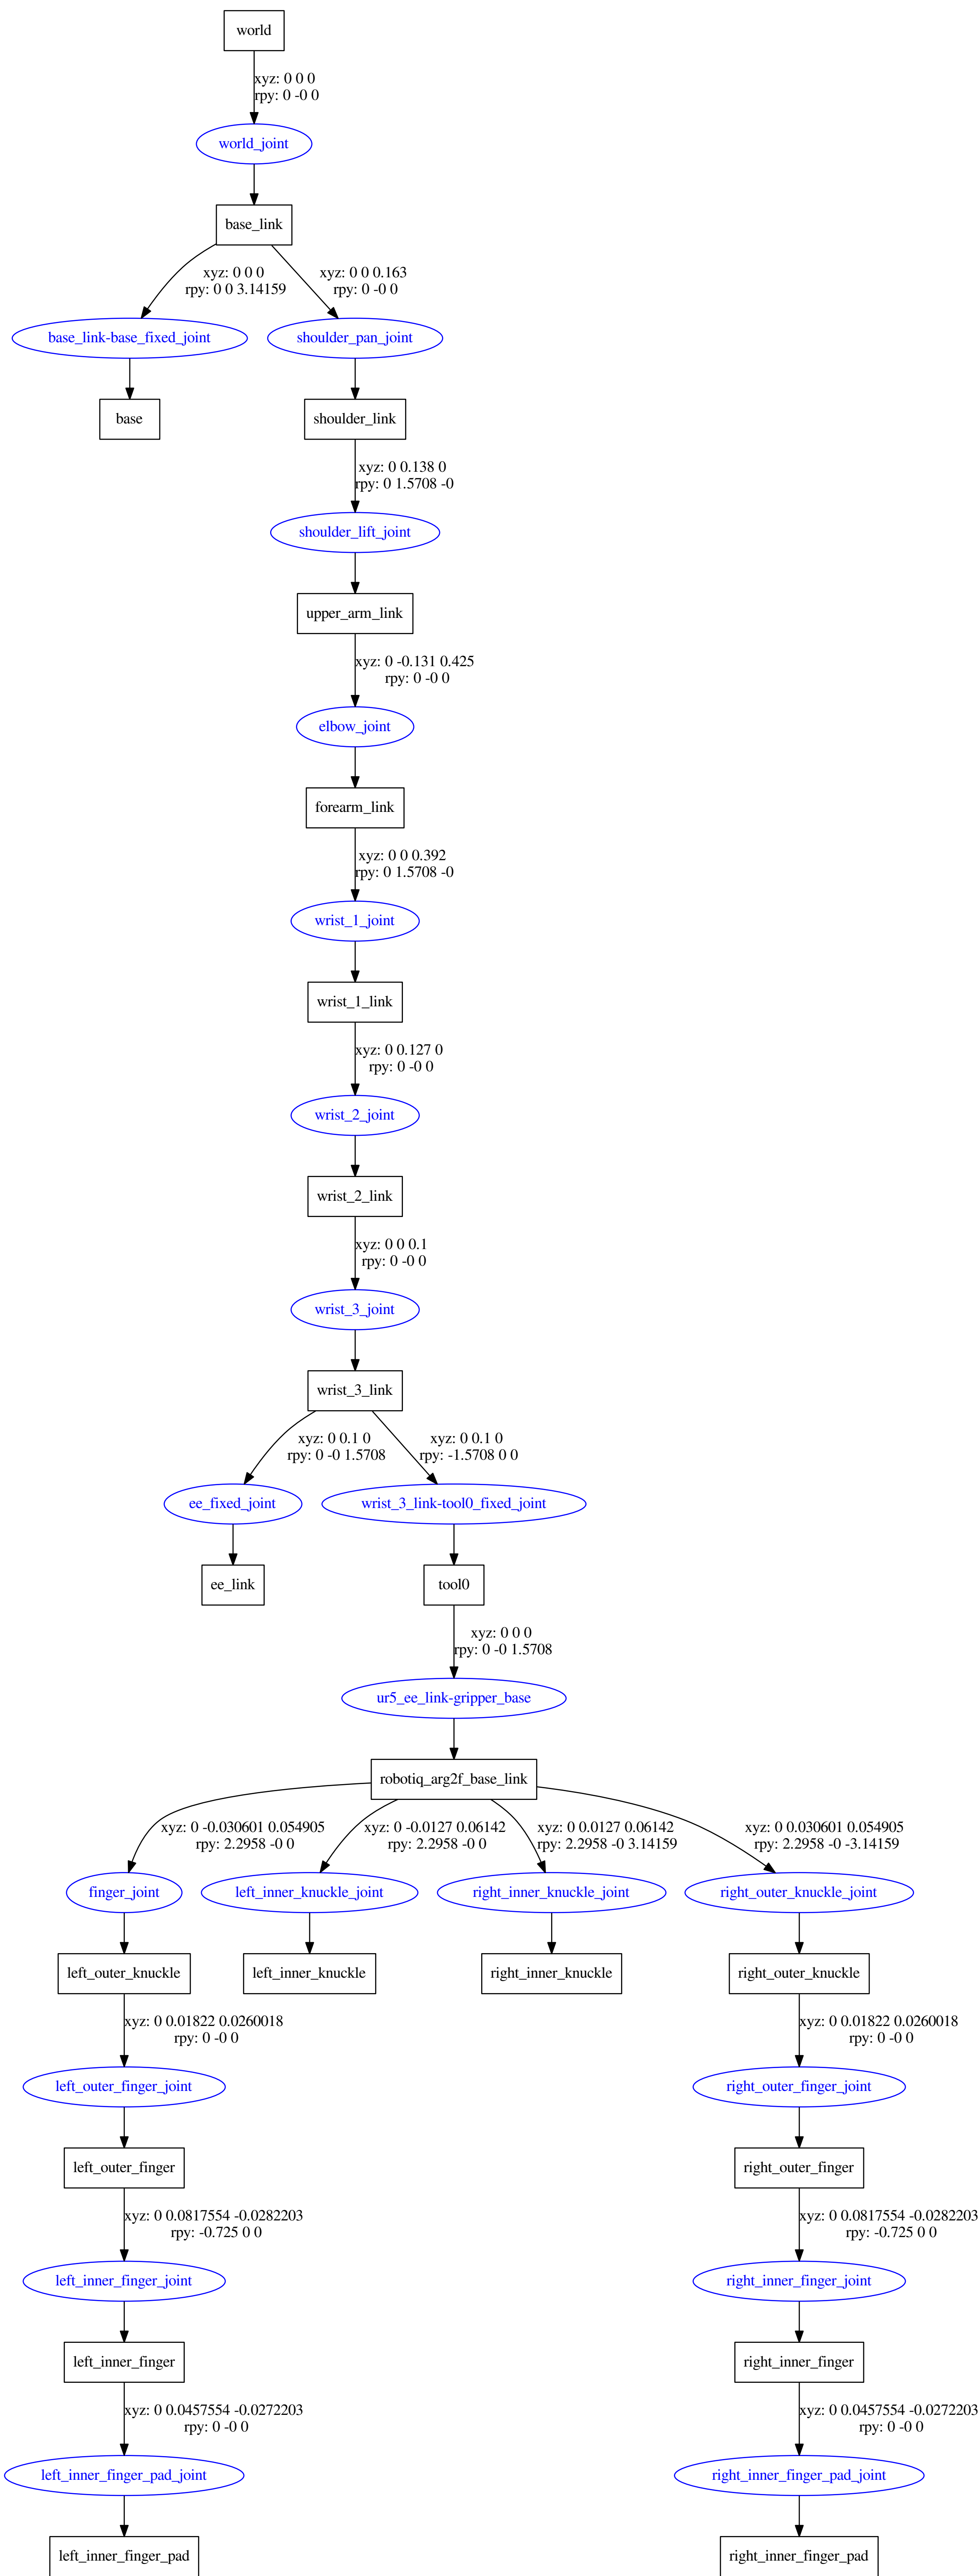 world
xyz: 0 0 0
rpy: 0 -0 0
world_joint
base_link
xyz: 0 0 0
rpy: 0 0 3.14159
xyz: 0 0 0.163
rpy: 0 -0 0
base_link-base_fixed_joint
shoulder_pan_joint
base
shoulder_link
xyz: 0 0.138 0
rpy: 0 1.5708 -0
shoulder_lift_joint
upper_arm_link
xyz: 0 -0.131 0.425
rpy: 0 -0 0
elbow_joint
forearm_link
xyz: 0 0 0.392
rpy: 0 1.5708 -0
wrist_1_joint
wrist_1_link
xyz: 0 0.127 0
rpy: 0 -0 0
wrist_2_joint
wrist_2_link
xyz: 0 0 0.1
rpy: 0 -0 0
wrist_3_joint
wrist_3_link
xyz: 0 0.1 0
rpy: 0 -0 1.5708
xyz: 0 0.1 0
rpy: -1.5708 0 0
ee_fixed_joint
wrist_3_link-tool0_fixed_joint
ee_link
tool0
xyz: 0 0 0
rpy: 0 -0 1.5708
ur5_ee_link-gripper_base
robotiq_arg2f_base_link
xyz: 0 -0.030601 0.054905
rpy: 2.2958 -0 0
xyz: 0 -0.0127 0.06142
rpy: 2.2958 -0 0
xyz: 0 0.0127 0.06142
rpy: 2.2958 -0 3.14159
xyz: 0 0.030601 0.054905
rpy: 2.2958 -0 -3.14159
finger_joint
left_inner_knuckle_joint
right_inner_knuckle_joint
right_outer_knuckle_joint
left_outer_knuckle
left_inner_knuckle
right_inner_knuckle
right_outer_knuckle
xyz: 0 0.01822 0.0260018
rpy: 0 -0 0
xyz: 0 0.01822 0.0260018
rpy: 0 -0 0
left_outer_finger_joint
right_outer_finger_joint
left_outer_finger
right_outer_finger
xyz: 0 0.0817554 -0.0282203
rpy: -0.725 0 0
xyz: 0 0.0817554 -0.0282203
rpy: -0.725 0 0
left_inner_finger_joint
right_inner_finger_joint
left_inner_finger
right_inner_finger
xyz: 0 0.0457554 -0.0272203
rpy: 0 -0 0
xyz: 0 0.0457554 -0.0272203
rpy: 0 -0 0
left_inner_finger_pad_joint
right_inner_finger_pad_joint
left_inner_finger_pad
right_inner_finger_pad